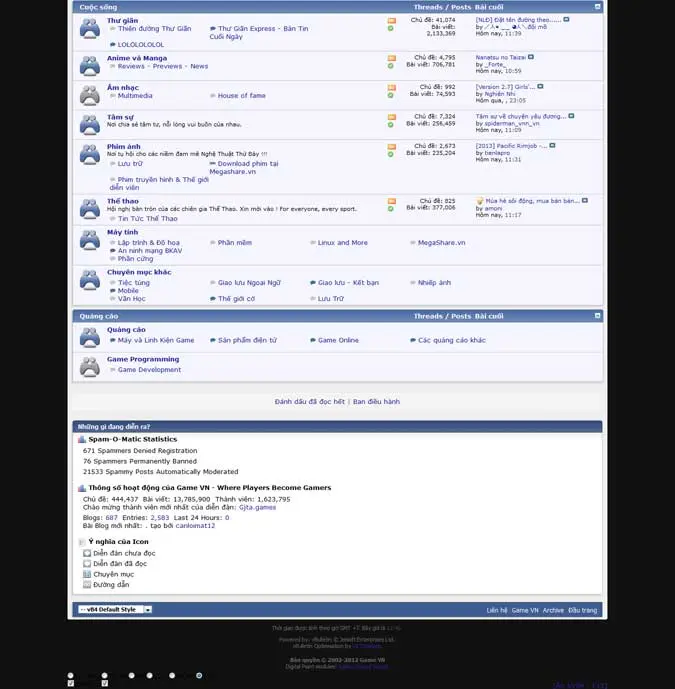 Cuộc sống Threads / Posts Bài cuối
Thư giãn Chủ đề: 41,074 [NLĐ] Đặt tên đường theo......
Thiên đường Thư Giãn Thư Giãn Express - Bản Tin Cuối Ngày Bài viết: 2,133,369
LOLOLOLOLOL Hôm nay, 11:39
Anime và Manga Chủ đề: 4,795 Nanatsu no Taizai
Reviews - Previews - News Bài viết: 706,781 by _Forte_
Hôm nay, 10:59
Âm nhạc Chủ đề: 992 [Version 2.7] Girls'...
Multimedia House of fame Bài viết: 74,593 by Nghiện Nhi
Hôm qua, , 23:05
Tâm sự Chủ đề: 7,324 Tâm sự về chuyện yêu đương...
Nơi chia sẻ tâm tư, nỗi lòng vui buồn của nhau. Bài viết: 256,459 by spiderman_vnn_vn
Hôm nay, 11:09
Phim ảnh Chủ đề: 2,673 [2013] Pacific Rimjob -...
Nơi tụ hội cho các niềm đam mê Nghệ Thuật Thứ Bảy !!! Bài viết: 235,204 by benlapro
Lưu trữ Download phim tại Megashare.vn Hôm nay, 11:31
Phim truyền hình & Thế giới diễn viên
Thể thao Chủ đề: 825 Mùa hè sôi động, mua bán bán...
Hội nghị bàn tròn của các chiên gia Thể Thao. Xin mời vào ! For everyone, every sport. Bài viết: 377,006 by amoni
Tin Tức Thể Thao Hôm nay, 11:17
Máy tính
Lập trình & Đồ hoạ Phần mềm Linux and More MegaShare.vn
An ninh mạng BKAV
Phần cứng
Chuyên mục khác
Tiệc tùng Giao lưu Ngoại Ngữ Giao lưu - Kết bạn Nhiếp ảnh
Mobile
Văn Học Thế giới cờ Lưu Trữ
Quảng cáo Threads / Posts Bài cuối
Quảng cáo
Máy và Linh Kiện Game Sản phẩm điện tử Game Online Các quảng cáo khác
Game Programming
Game Development
Đánh dấu đã đọc hết | Ban điều hành
Những gì đang diễn ra?
Spam-O-Matic Statistics
671 Spammers Denied Registration
76 Spammers Permanently Banned
21533 Spammy Posts Automatically Moderated
Thông số hoạt động của Game VN - Where Players Become Gamers
Chủ đề: 444,437 Bài viết: 13,785,900 Thành viên: 1,623,795
Chào mừng thành viên mới nhất của diễn đàn: Gjta.games
Blogs: 687 Entries: 2,583 Last 24 Hours: 0
Bài Blog mới nhất: . tạo bởi canlomat12
Ý nghĩa của Icon
Diễn đàn chưa đọc
Diễn đàn đã đọc
Chuyên mục
Đường dẫn
-- vB4 Default Style Liên hệ Game VN Archive Đầu trang
Thời gian được tính theo giờ GMT +7. Bây giờ là
Powered by: vBulletin © Jelsoft Enterprises Ltd.
vBulletin Optimisation by
Bản quyền © 2002-2012 Game VN
Digital Point modules: